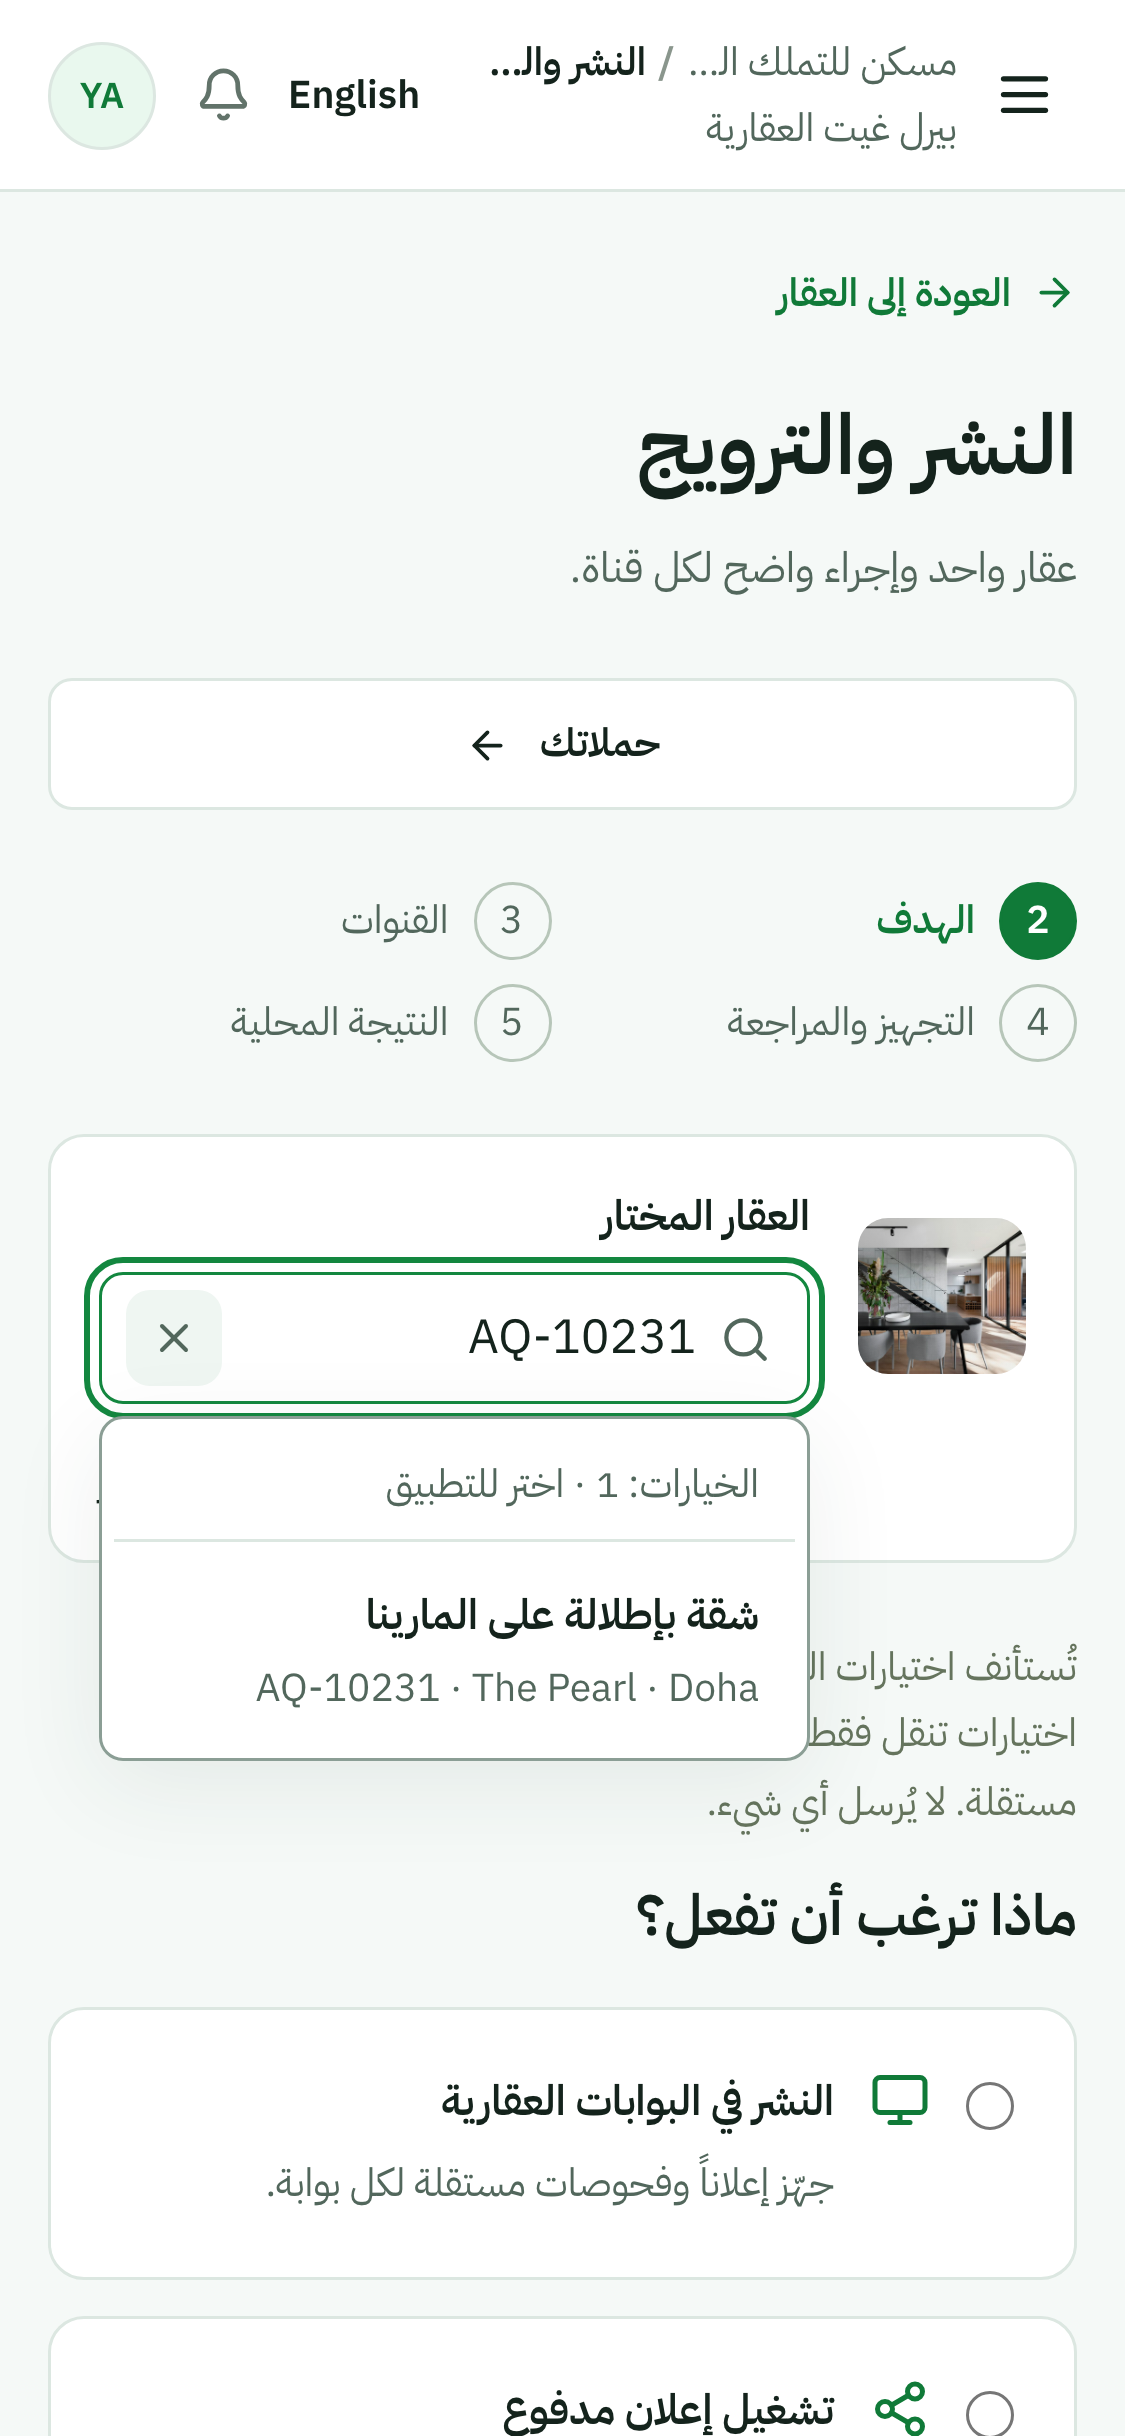 مسكن للتملك الـ... / النشر والـ...
بيرل غيت العقارية
English
YA
العودة إلى العقار
النشر والترويج
عقار واحد وإجراء واضح لكل قناة.
حملاتك
2 الهدف
3 القنوات
4 التجهيز والمراجعة
5 النتيجة المحلية
العقار المختار
AQ-10231
الخيارات: 1 · اختر للتطبيق
شقة بإطلالة على المارينا
AQ-10231 · The Pearl · Doha
تُستأنف اختيارات
اختيارات تنقل فقط
مستقلة. لا يُرسل أي شيء.
ماذا ترغب أن تفعل؟
النشر في البوابات العقارية
جهّز إعلاناً وفحوصات مستقلة لكل بوابة.
تشغيل إعلان مدفوع